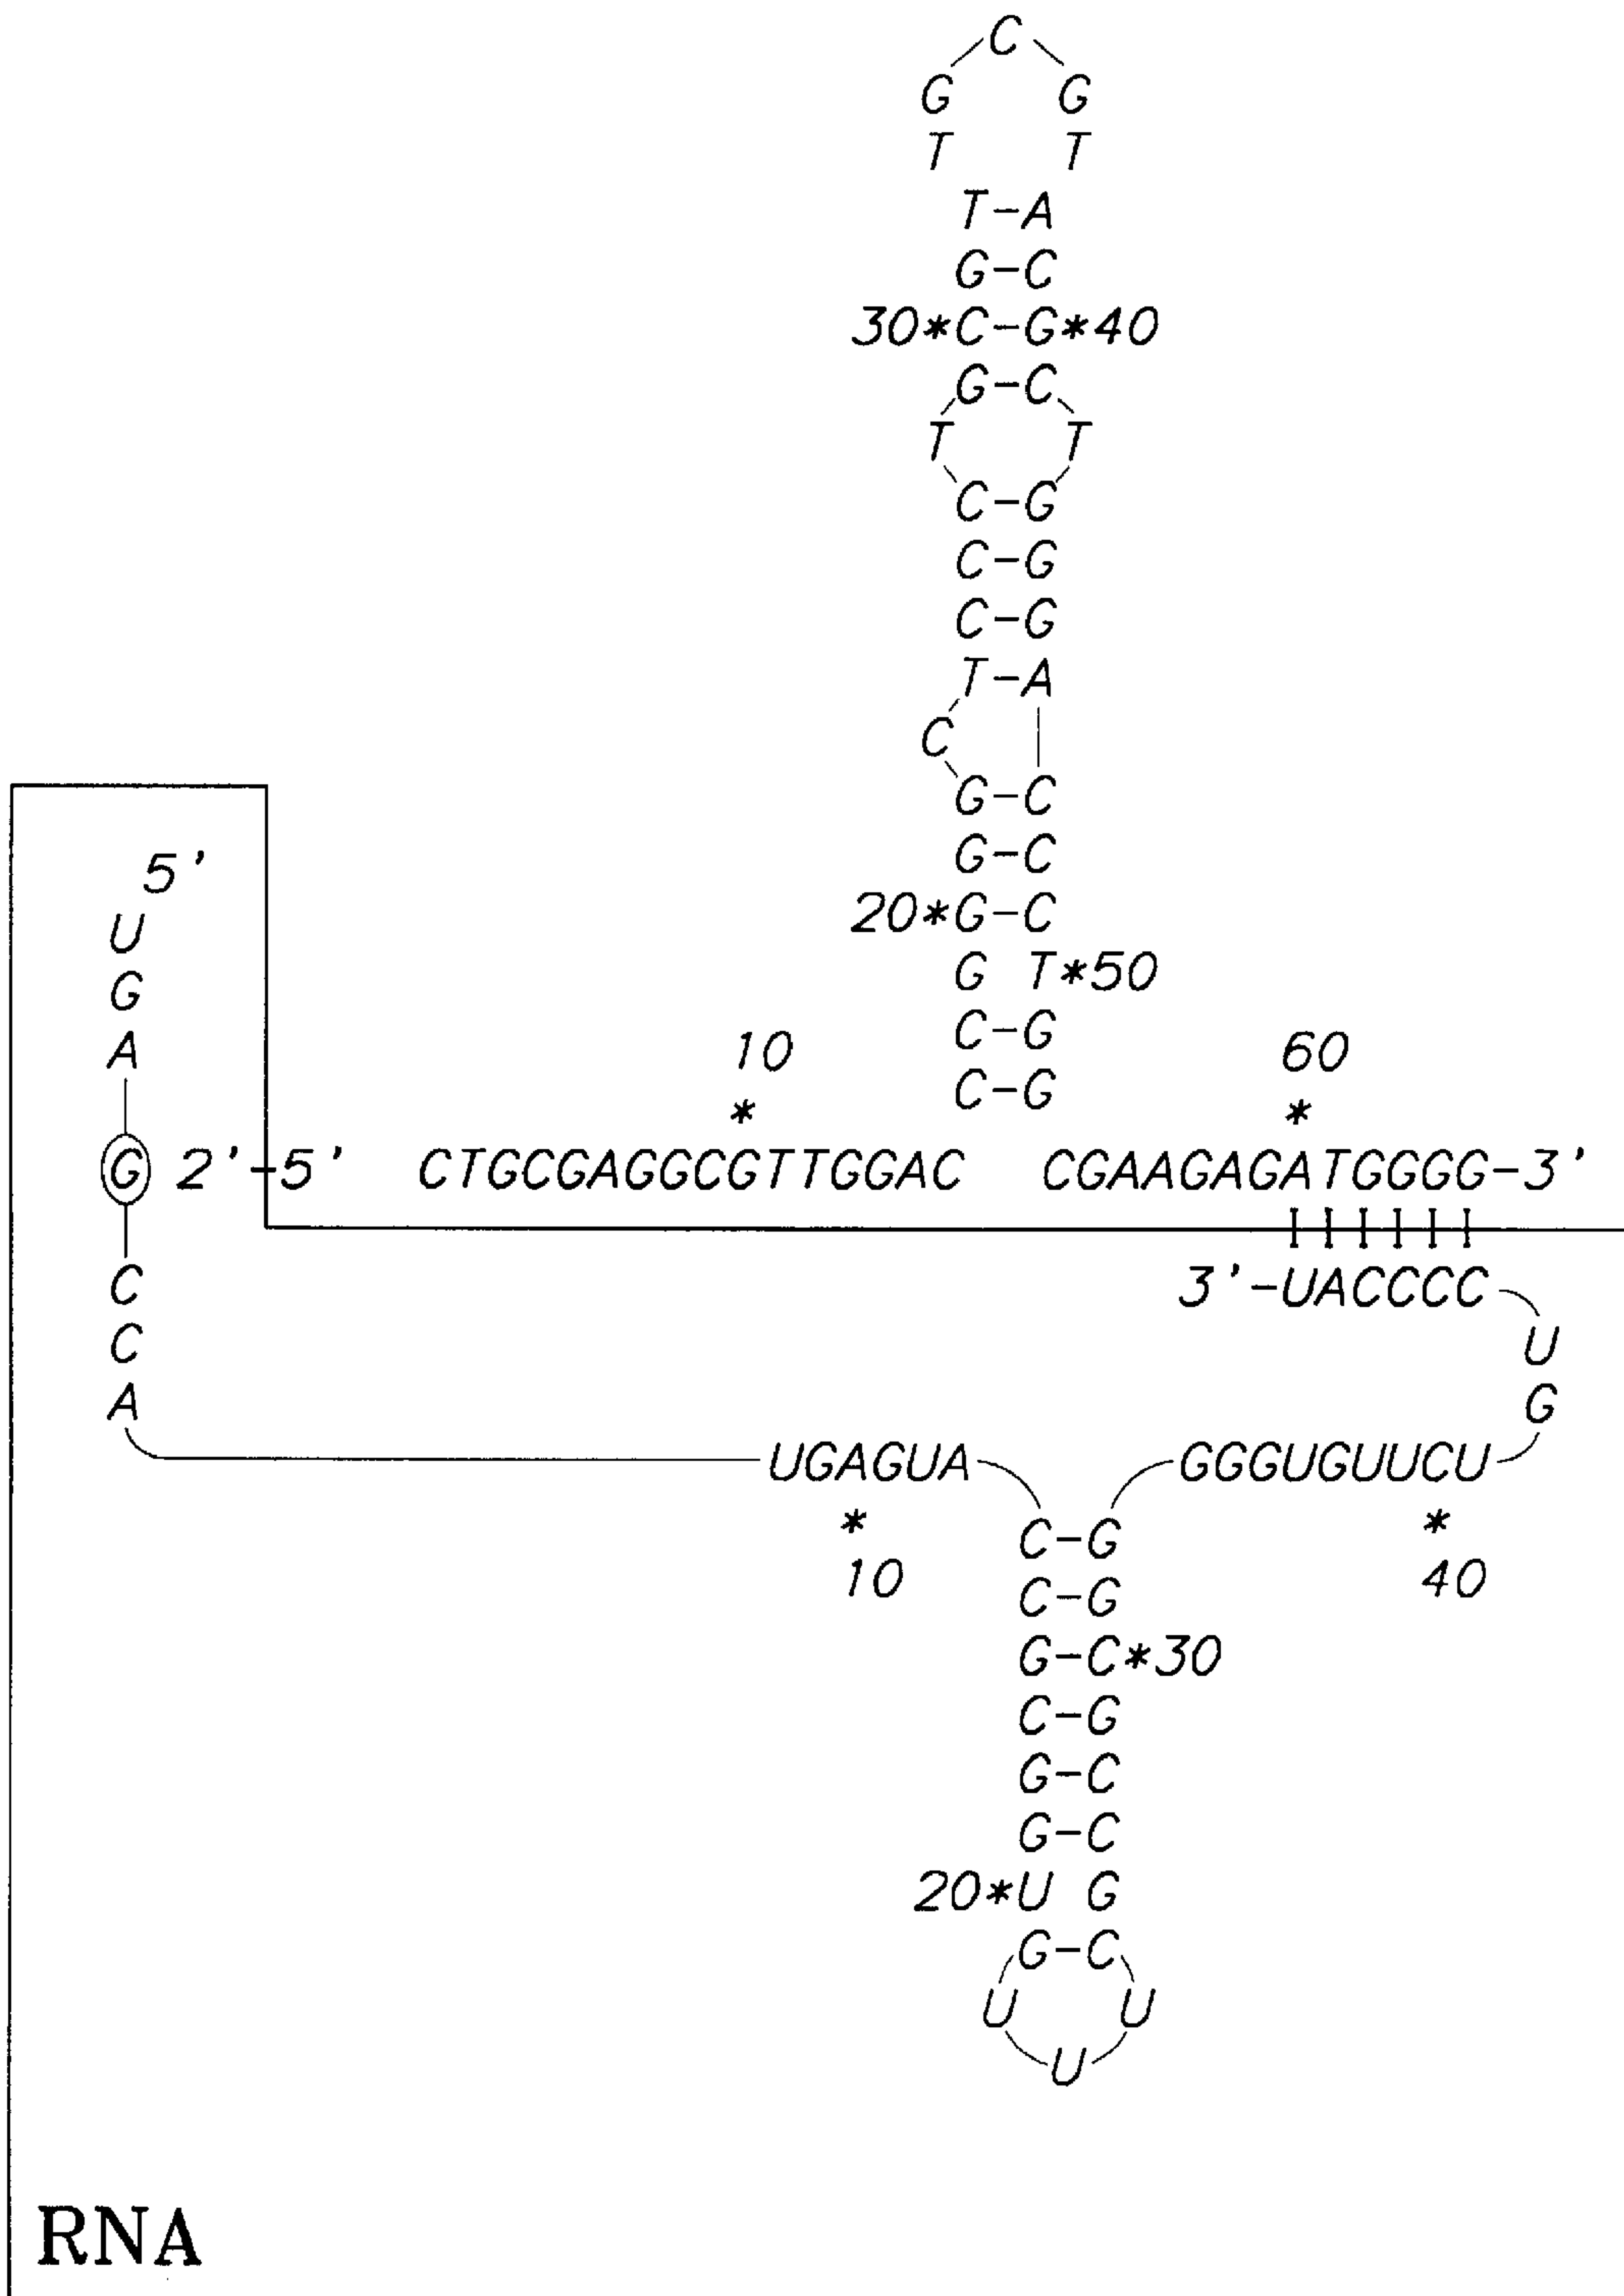 C
G G
T T
T-A
G-C
30*C-G*40
G-C
T T
C-G
C-G
C-G
T-A
C
G-C
5' G-C
U 20*G-C
G G T*50
A 10 C-G 60
* C-G *
G 2'-5' CTGCGAGGCGTTGGAC CGAAGAGATGGGG-3'
C 3'-UACCCC
C U
A G
UGAGUA GGGUGUUCU
* C-G *
10 C-G 40
G-C*30
C-G
G-C
G-C
20*U G
G-C
U U
U
RNA